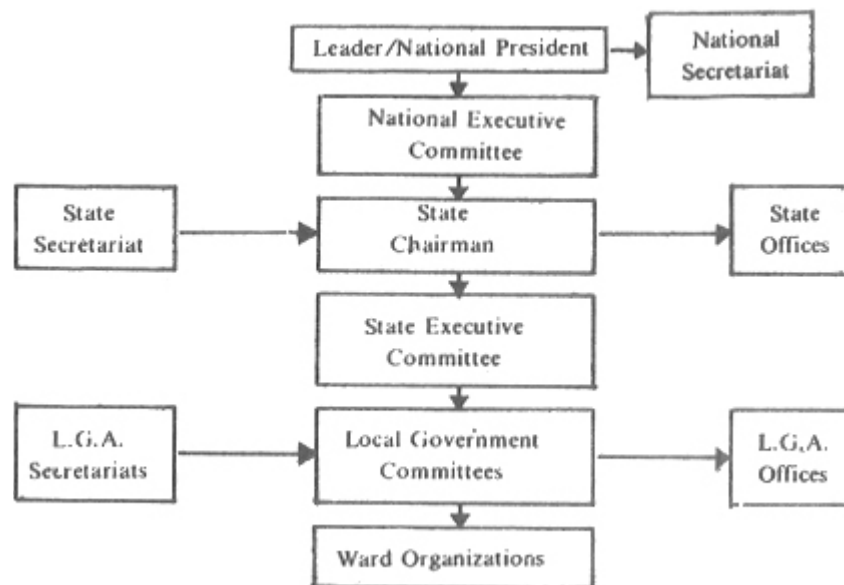 Leader/National President
National
Secretariat
National Executive
Committee
State
Secretariat
State
Chairman
State
Offices
State Executive
Committee
L.G.A.
Secretariats
Local Government
Committees
L.G.A.
Offices
Ward Organizations